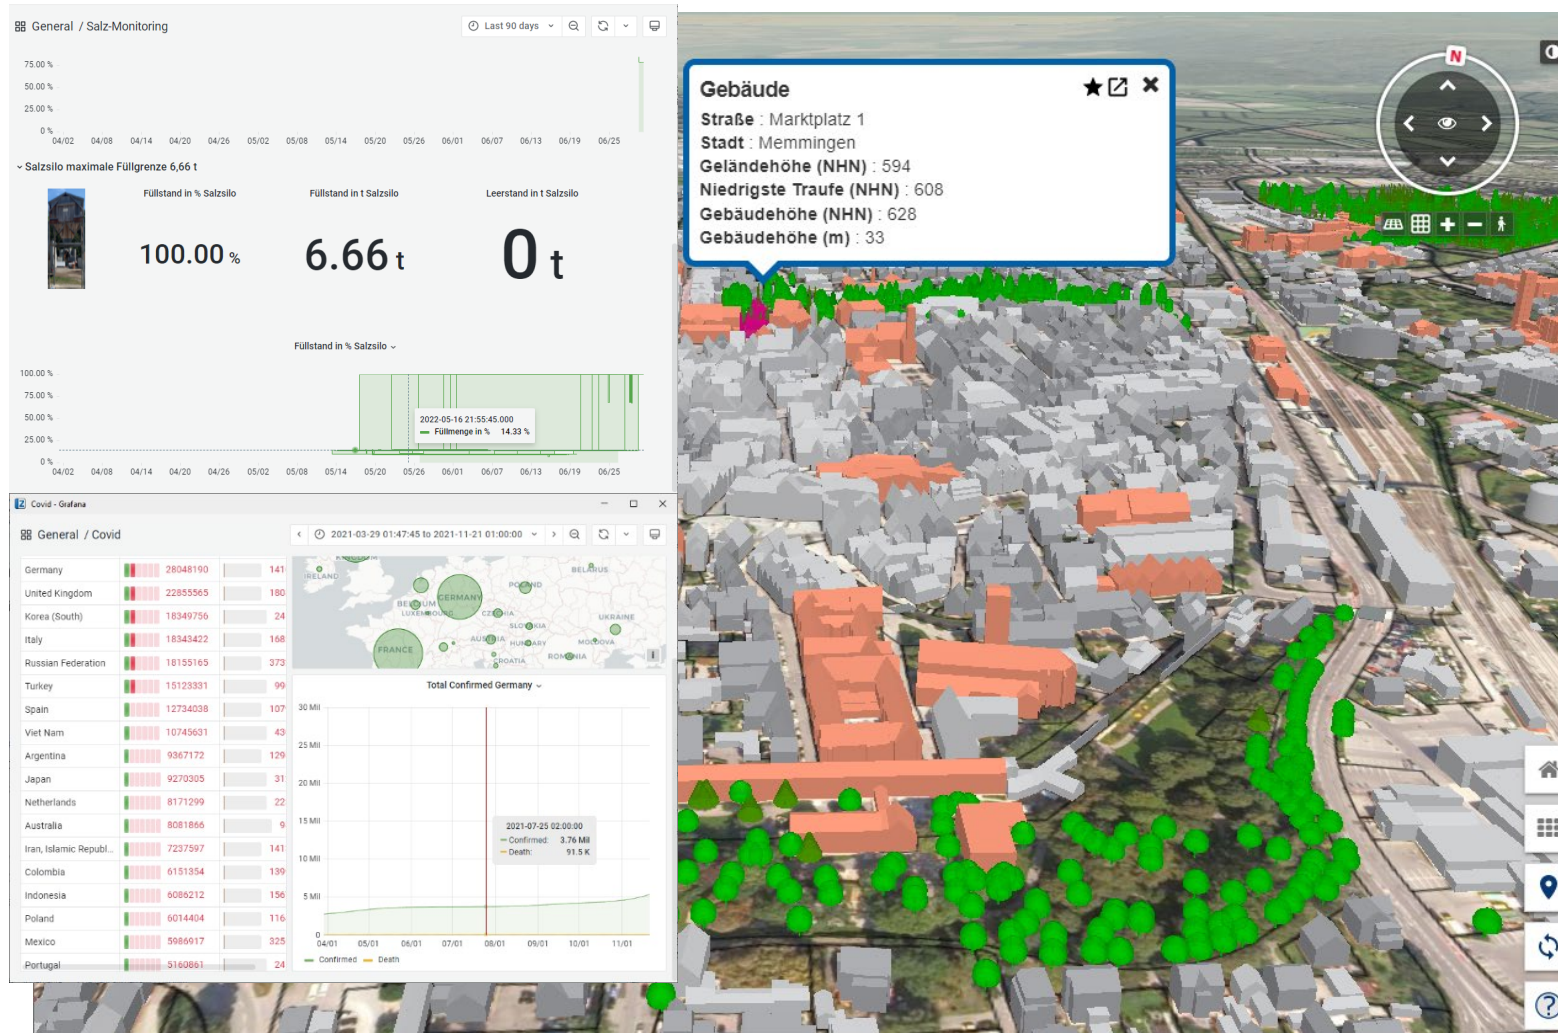 General / Salz-Monitoring
Last 90 days
75.00 %
50.00 %
25.00 %
0 %
04/02 04/08 04/14 04/20 04/26 05/02 05/08 05/14 05/20 05/26 06/01 06/07 06/13 06/19 06/25
Salzsilo maximale Füllgrenze 6,66 t
Füllstand in % Salzsilo
Füllstand in t Salzsilo
Leerstand in t Salzsilo
100.00 %
6.66 t
0 t
Füllstand in % Salzsilo
100.00 %
75.00 %
50.00 %
25.00 %
0 %
2022-05-16 21:55:45.000
Füllmenge in % 14.33 %
04/02 04/08 04/14 04/20 04/26 05/02 05/08 05/14 05/20 05/26 06/01 06/07 06/13 06/19 06/25
Covid - Grafana
General / Covid
2021-03-29 01:47:45 to 2021-11-21 01:00:00
Germany 28048190 141
United Kingdom 22855565 180
Korea (South) 18349756 24
Italy 18343422 168
Russian Federation 18155165 373
Turkey 15123331 99
Spain 12734038 107
Viet Nam 10745631 43
Argentina 9367172 129
Japan 9270305 31
Netherlands 8171299 22
Australia 8081866 9
Iran, Islamic Republ... 7237597 141
Colombia 6151354 139
Indonesia 6086212 156
Poland 6014404 116
Mexico 5986917 325
Portugal 5160861 24
IRELAND
BELARUS
POLAND
GERMANY
BELGIUM
LUXEMBOURG
CZECHIA
UKRAINE
SLOVAKIA
AUSTRIA
HUNGARY
MOLDOVA
FRANCE
CROATIA
ROMANIA
Total Confirmed Germany
30 Mil
25 Mil
20 Mil
15 Mil
10 Mil
5 Mil
0
2021-07-25 02:00:00
Confirmed: 3.76 Mil
Death: 91.5 K
04/01 05/01 06/01 07/01 08/01 09/01 10/01 11/01
Confirmed Death
Gebäude
Straße : Marktplatz 1
Stadt : Memmingen
Geländehöhe (NHN) : 594
Niedrigste Traufe (NHN) : 608
Gebäudehöhe (NHN) : 628
Gebäudehöhe (m) : 33
N